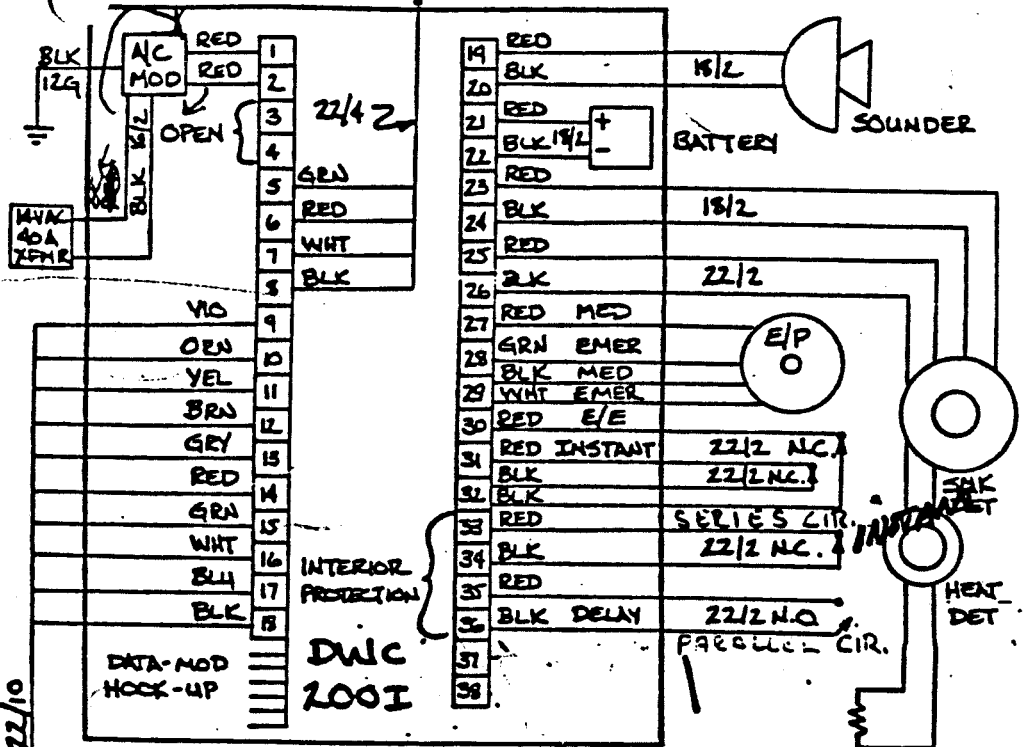 BLK
12G
A/C
MOD
RED
RED
OPEN
BLK 16/2
40A
XFMR
1
2
3
4
5
6
7
8
9
10
11
12
13
14
15
16
17
18
22/4
GRN
RED
WHT
BLK
VIO
ORN
YEL
BRN
GRY
RED
GRN
WHT
BLU
BLK
DATA-MOD
HOOK-UP
22/10
INTERIOR
PROTECTION
DWC
200I
19
20
21
22
23
24
25
26
27
28
29
30
31
32
33
34
35
36
37
38
RED
BLK 18/2
SOUNDER
RED
BLK 18/2
+
-
BATTERY
RED
BLK 18/2
RED
BLK 22/2
RED MED
GRN EMER
BLK MED
WHT EMER
E/P
RED E/E
RED INSTANT 22/2 N.C.
BLK 22/2 N.C.
BLK
RED SERIES CIR.
BLK 22/2 N.C.
RED
BLK DELAY 22/2 N.O
PARALLEL CIR.
SMK
DET
HEAT
DET